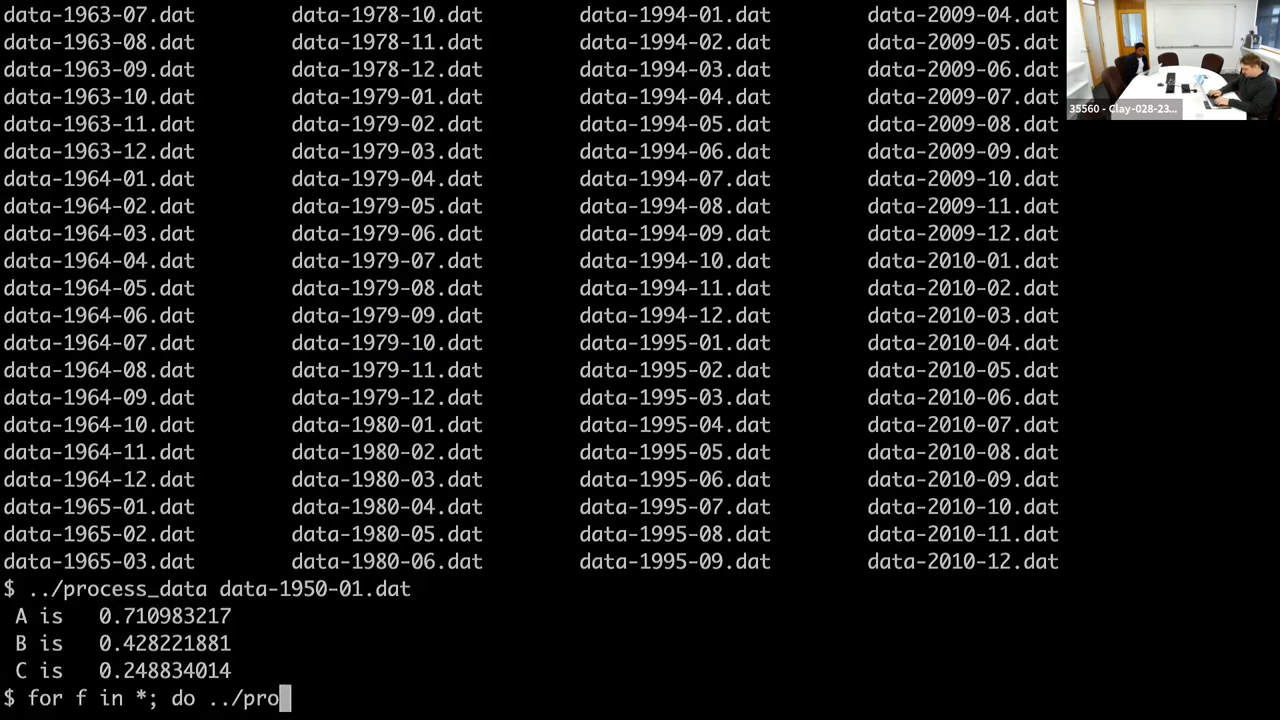 data-1963-07.dat data-1978-10.dat data-1994-01.dat data-2009-04.dat
data-1963-08.dat data-1978-11.dat data-1994-02.dat data-2009-05.dat
data-1963-09.dat data-1978-12.dat data-1994-03.dat data-2009-06.dat
data-1963-10.dat data-1979-01.dat data-1994-04.dat data-2009-07.dat
data-1963-11.dat data-1979-02.dat data-1994-05.dat data-2009-08.dat
data-1963-12.dat data-1979-03.dat data-1994-06.dat data-2009-09.dat
data-1964-01.dat data-1979-04.dat data-1994-07.dat data-2009-10.dat
data-1964-02.dat data-1979-05.dat data-1994-08.dat data-2009-11.dat
data-1964-03.dat data-1979-06.dat data-1994-09.dat data-2009-12.dat
data-1964-04.dat data-1979-07.dat data-1994-10.dat data-2010-01.dat
data-1964-05.dat data-1979-08.dat data-1994-11.dat data-2010-02.dat
data-1964-06.dat data-1979-09.dat data-1994-12.dat data-2010-03.dat
data-1964-07.dat data-1979-10.dat data-1995-01.dat data-2010-04.dat
data-1964-08.dat data-1979-11.dat data-1995-02.dat data-2010-05.dat
data-1964-09.dat data-1979-12.dat data-1995-03.dat data-2010-06.dat
data-1964-10.dat data-1980-01.dat data-1995-04.dat data-2010-07.dat
data-1964-11.dat data-1980-02.dat data-1995-05.dat data-2010-08.dat
data-1964-12.dat data-1980-03.dat data-1995-06.dat data-2010-09.dat
data-1965-01.dat data-1980-04.dat data-1995-07.dat data-2010-10.dat
data-1965-02.dat data-1980-05.dat data-1995-08.dat data-2010-11.dat
data-1965-03.dat data-1980-06.dat data-1995-09.dat data-2010-12.dat
$ ../process_data data-1950-01.dat
A is 0.710983217
B is 0.428221881
C is 0.248834014
$ for f in *; do ../pro
35560 - Clay-028-23...